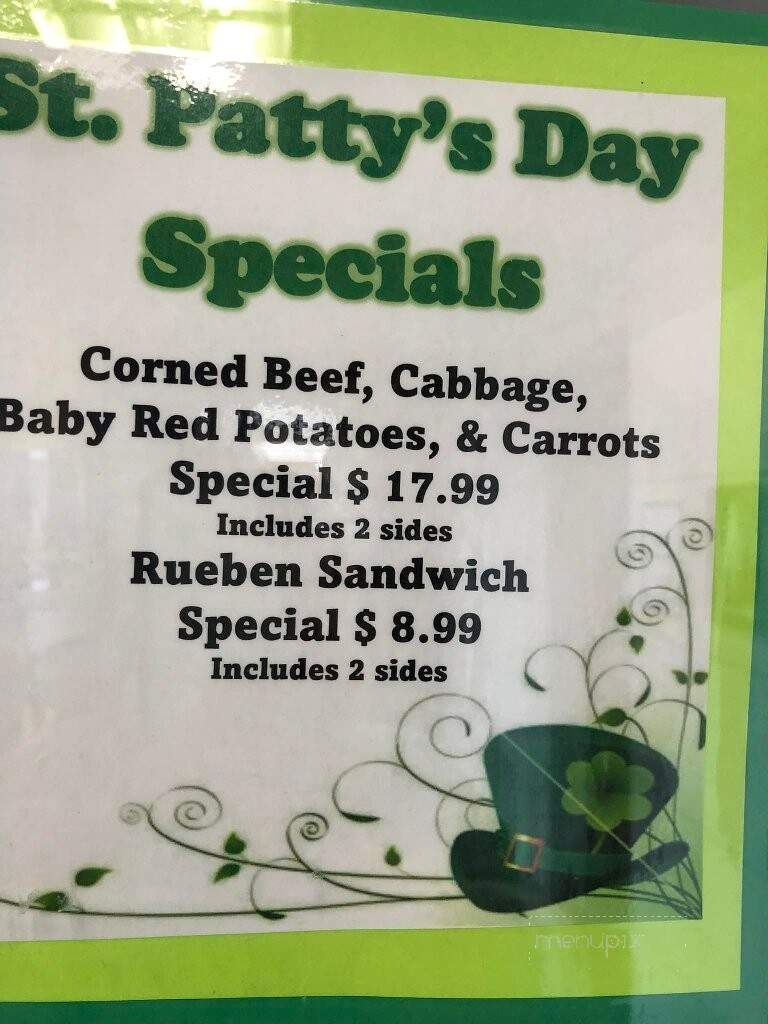 St. Patty's Day
Specials
Corned Beef, Cabbage,
Baby Red Potatoes, & Carrots
Special $ 17.99
Includes 2 sides
Rueben Sandwich
Special $ 8.99
Includes 2 sides
menupix